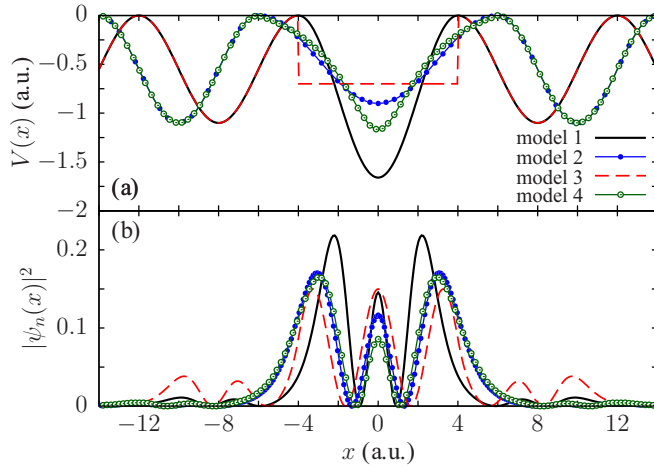 0
−0.5
−1
−1.5
−2
V(x) (a.u.)
(a)
model 1
model 2
model 3
model 4
(b)
0.2
0.1
0
|ψn(x)|²
−12 −8 −4 0 4 8 12
x (a.u.)